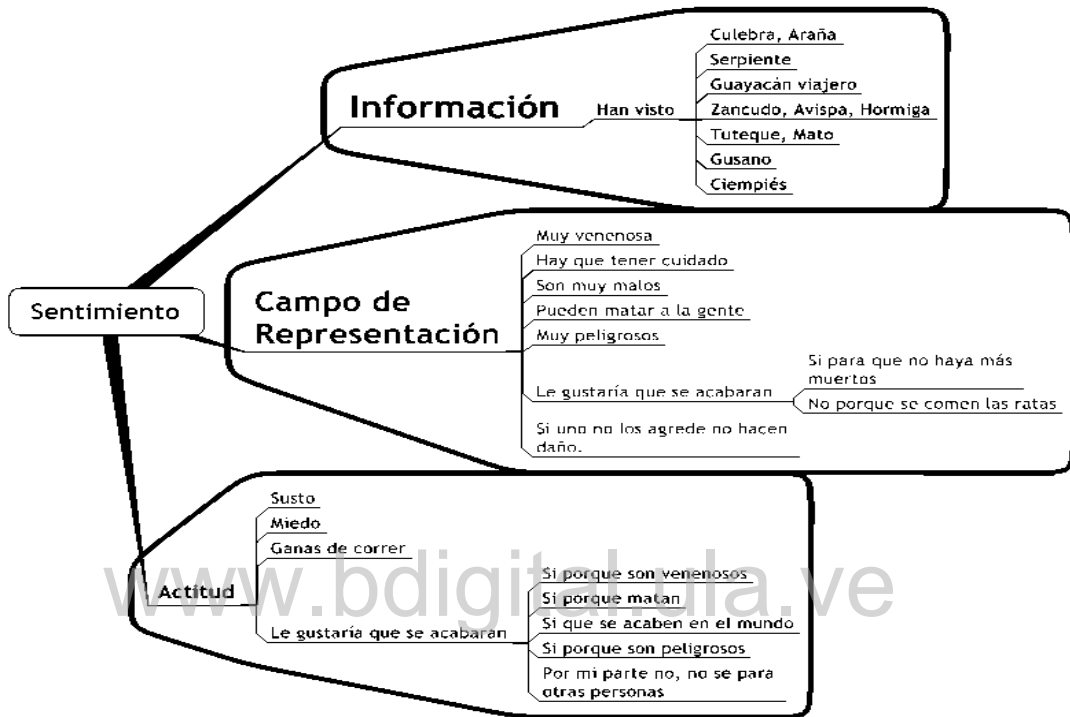 Culebra, Araña
Serpiente
Guayacán viajero
Información
Han visto
Zancudo, Avispa, Hormiga
Tuteque, Mato
Gusano
Ciempiés
Sentimiento
Campo de
Representación
Muy venenosa
Hay que tener cuidado
Son muy malos
Pueden matar a la gente
Muy peligrosos
Le gustaría que se acabaran
Si para que no haya más
muertos
No porque se comen las ratas
Si uno no los agrede no hacen
daño.
Actitud
Susto
Miedo
Ganas de correr
Le gustaría que se acabaran
Si porque son venenosos
Si porque matan
Si que se acaben en el mundo
Si porque son peligrosos
Por mi parte no, no se para
otras personas
www.bdigital.ula.ve